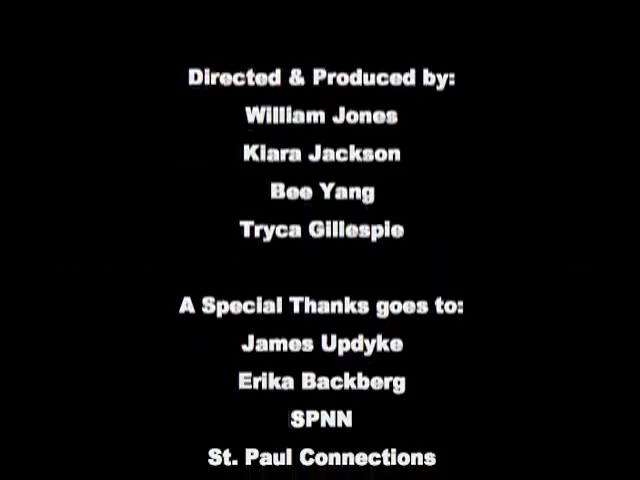 Directed & Produced by:
William Jones
Kiara Jackson
Bee Yang
Tryca Gillespie
A Special Thanks goes to:
James Updyke
Erika Backberg
SPNN
St. Paul Connections